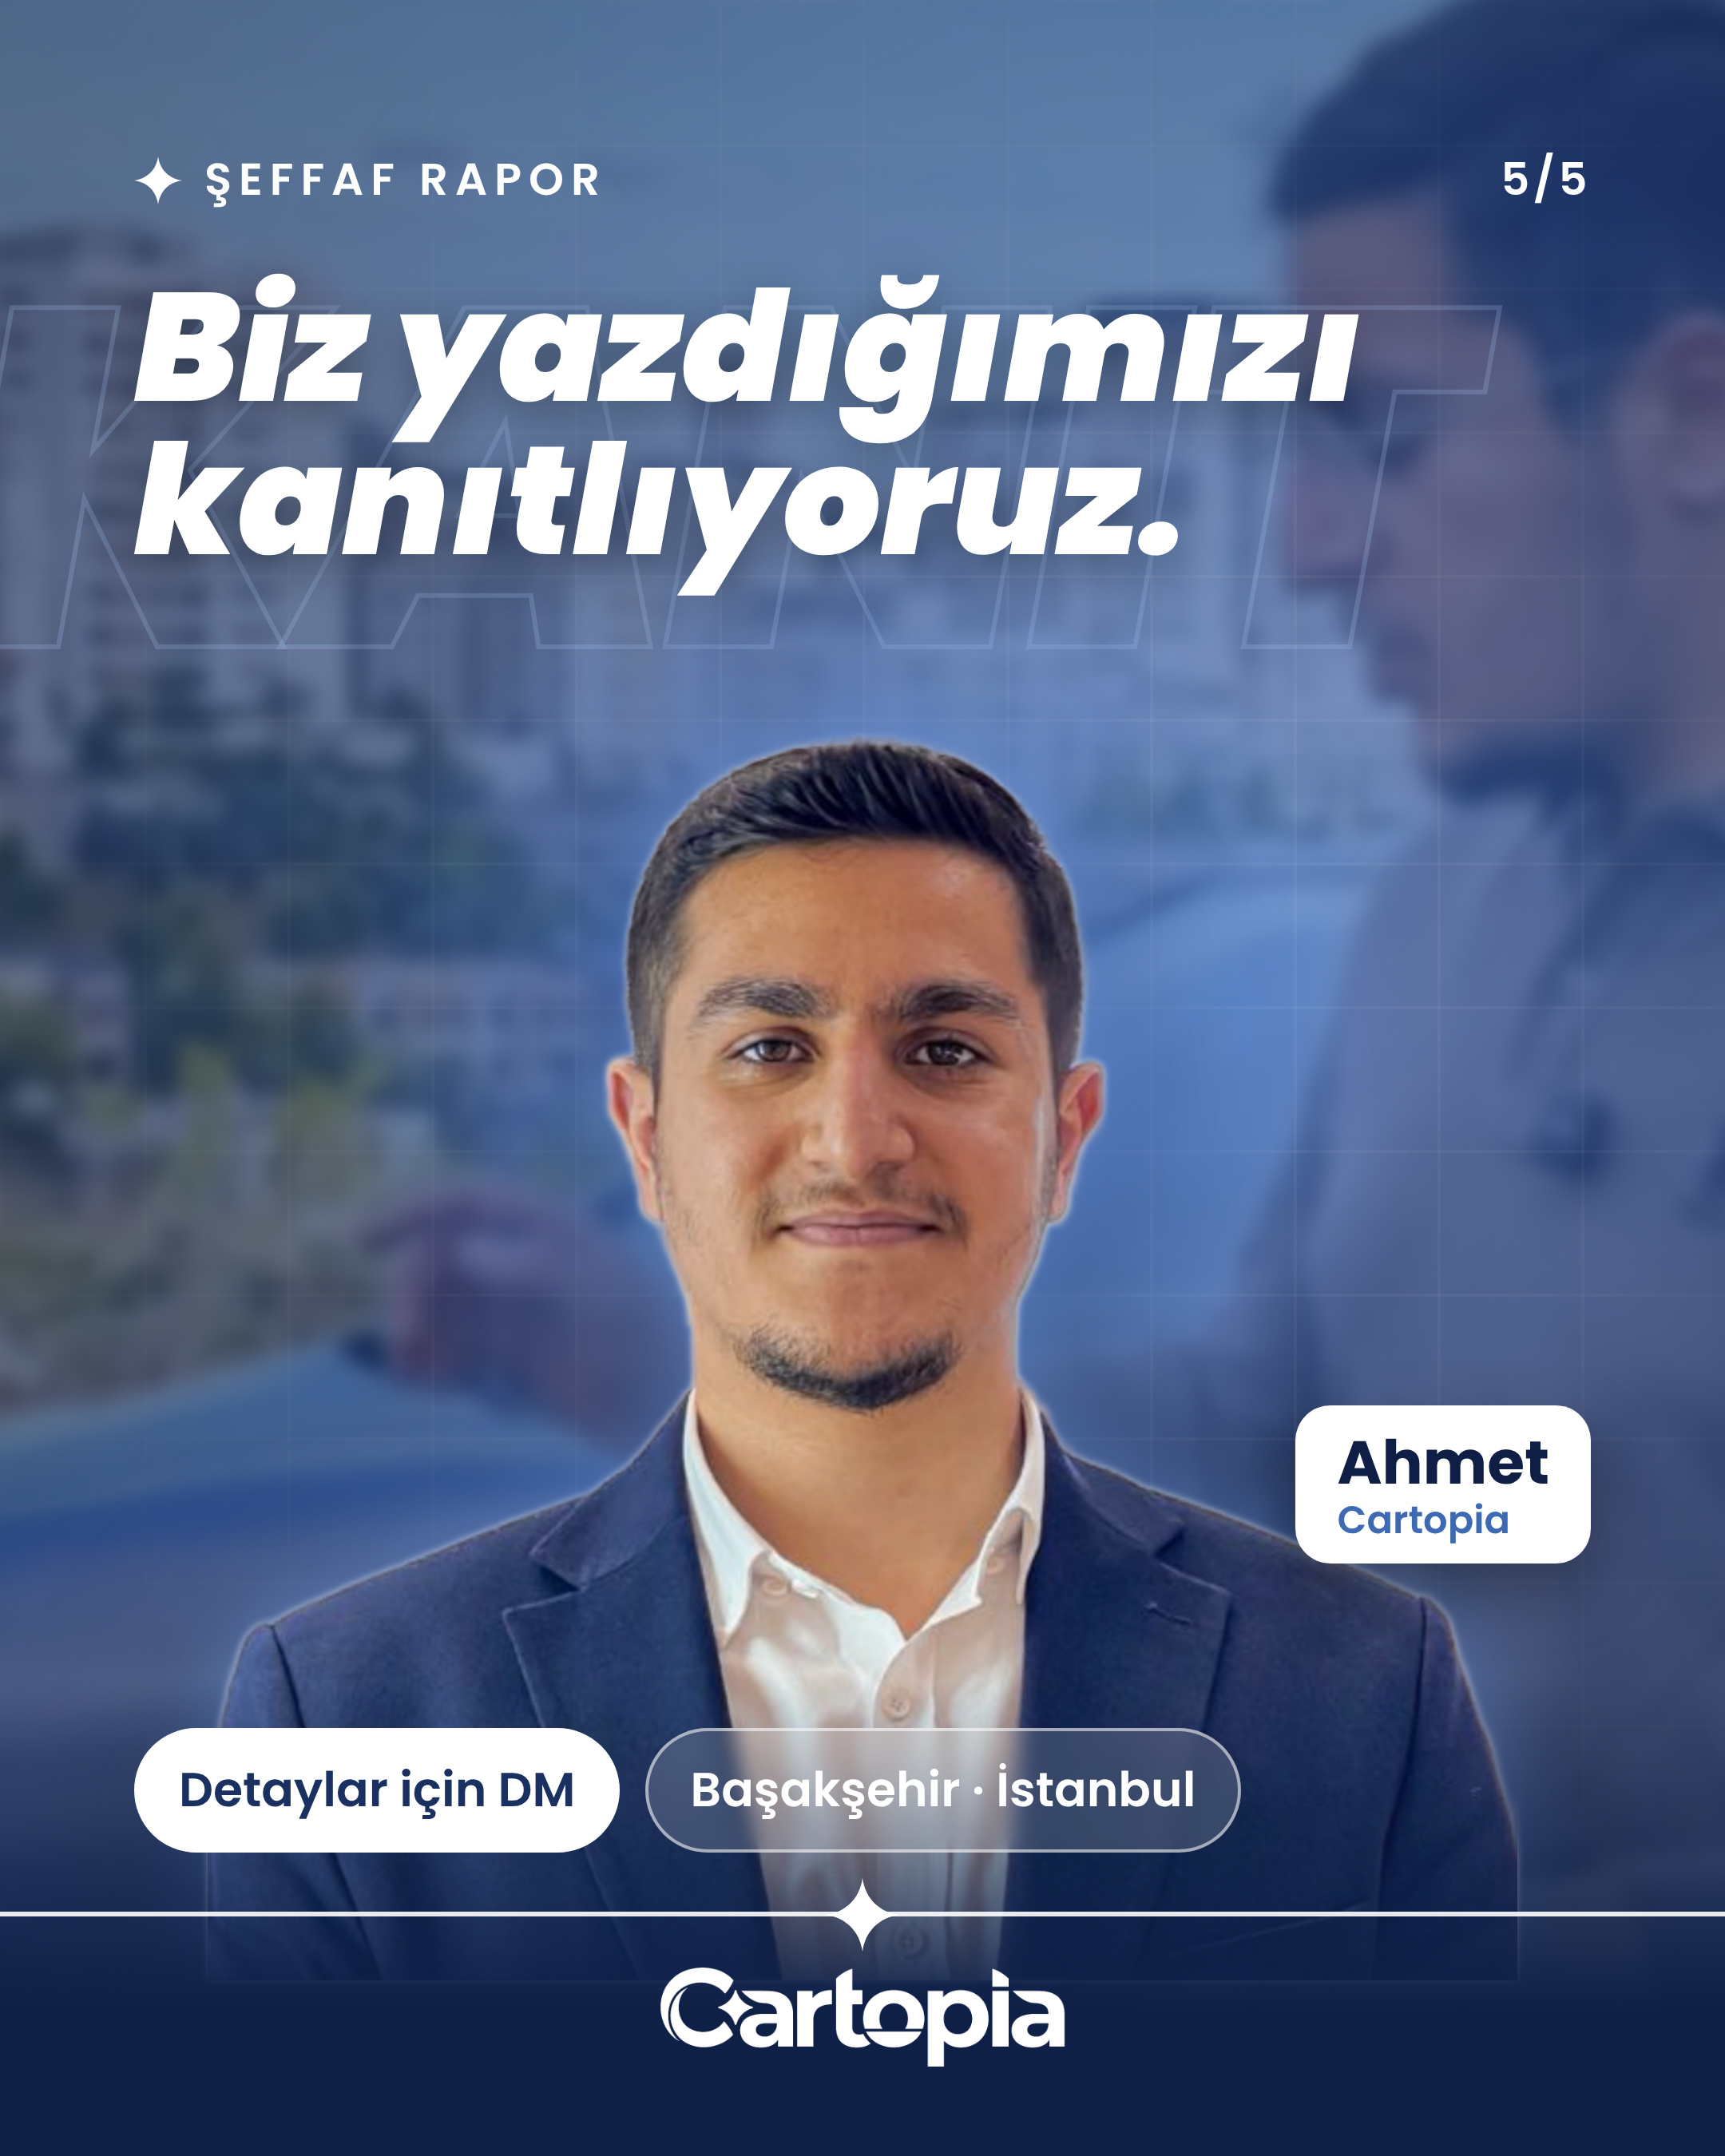 ŞEFFAF RAPOR
5/5
KANIT
Biz yazdığımızı
kanıtlıyoruz.
Ahmet
Cartopia
Detaylar için DM
Başakşehir · İstanbul
Cartopia